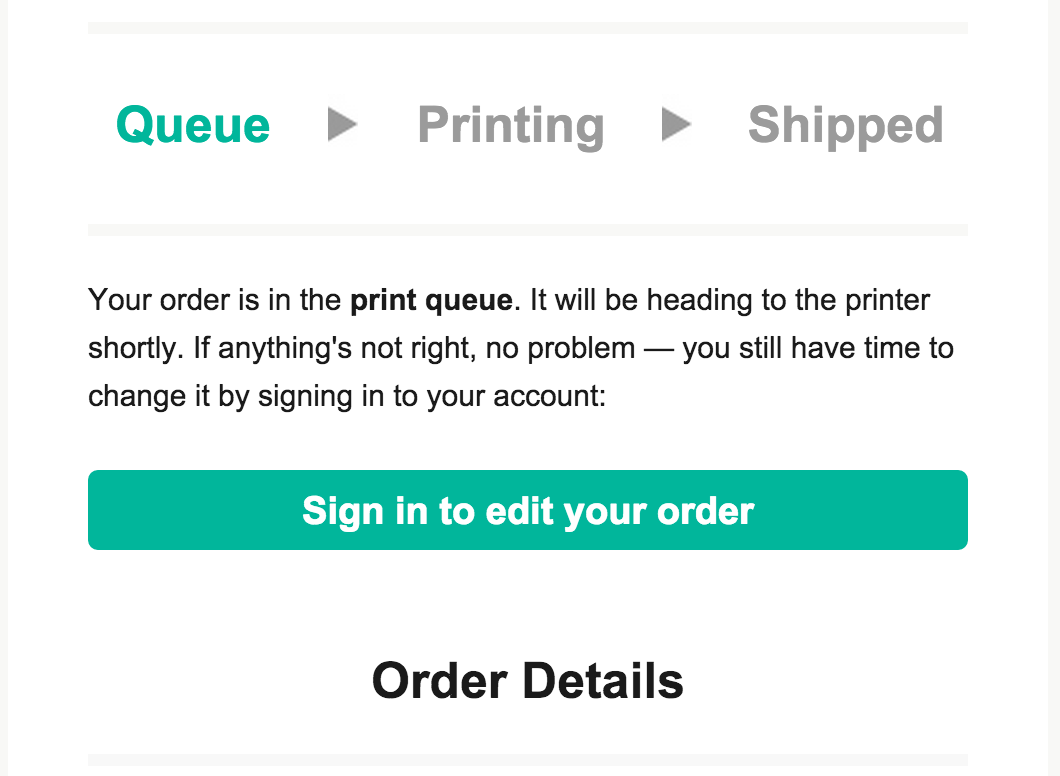 Queue ▶ Printing ▶ Shipped
Your order is in the print queue. It will be heading to the printer
shortly. If anything's not right, no problem — you still have time to
change it by signing in to your account:
Sign in to edit your order
Order Details